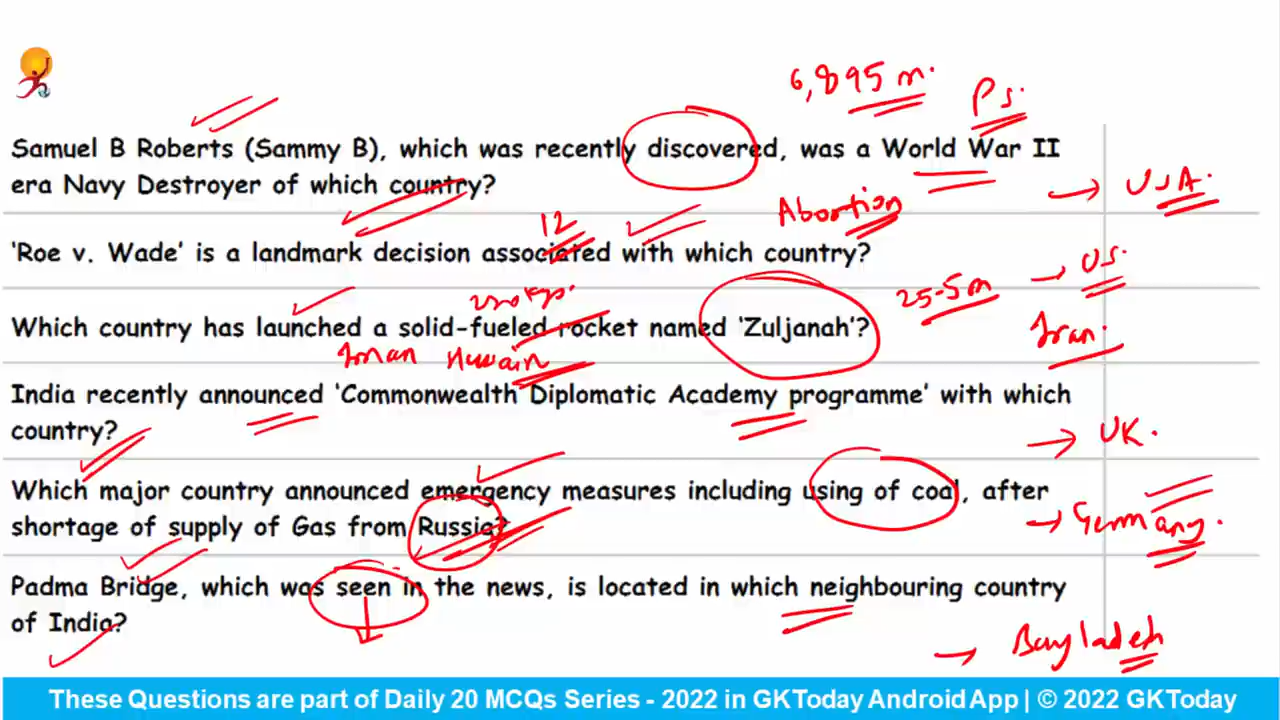 6,895 m.
Ps.
Samuel B Roberts (Sammy B), which was recently discovered, was a World War II
era Navy Destroyer of which country?
→ USA.
Abortion
12
'Roe v. Wade' is a landmark decision associated with which country?
→ US.
25.5m
Which country has launched a solid-fueled rocket named 'Zuljanah'?
Iran.
Imam Hussain
India recently announced 'Commonwealth Diplomatic Academy programme' with which
country?
→ UK.
Which major country announced emergency measures including using of coal, after
shortage of supply of Gas from Russia?
→ Germany.
Padma Bridge, which was seen in the news, is located in which neighbouring country
of India?
→ Bangladesh
These Questions are part of Daily 20 MCQs Series - 2022 in GKToday Android App | © 2022 GKToday